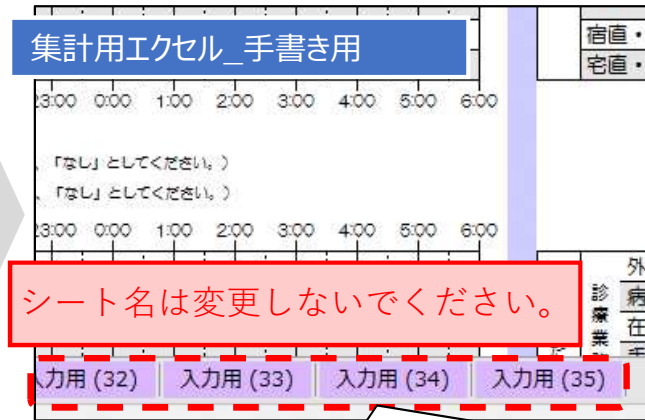 集計用エクセル_手書き用
宿直・
宅直・
23:00 0:00 1:00 2:00 3:00 4:00 5:00 6:00
「なし」としてください。)
「なし」としてください。)
23:00 0:00 1:00 2:00 3:00 4:00 5:00 6:00
シート名は変更しないでください。
外
診療業
病
在
入力用 (32) 入力用 (33) 入力用 (34) 入力用 (35)